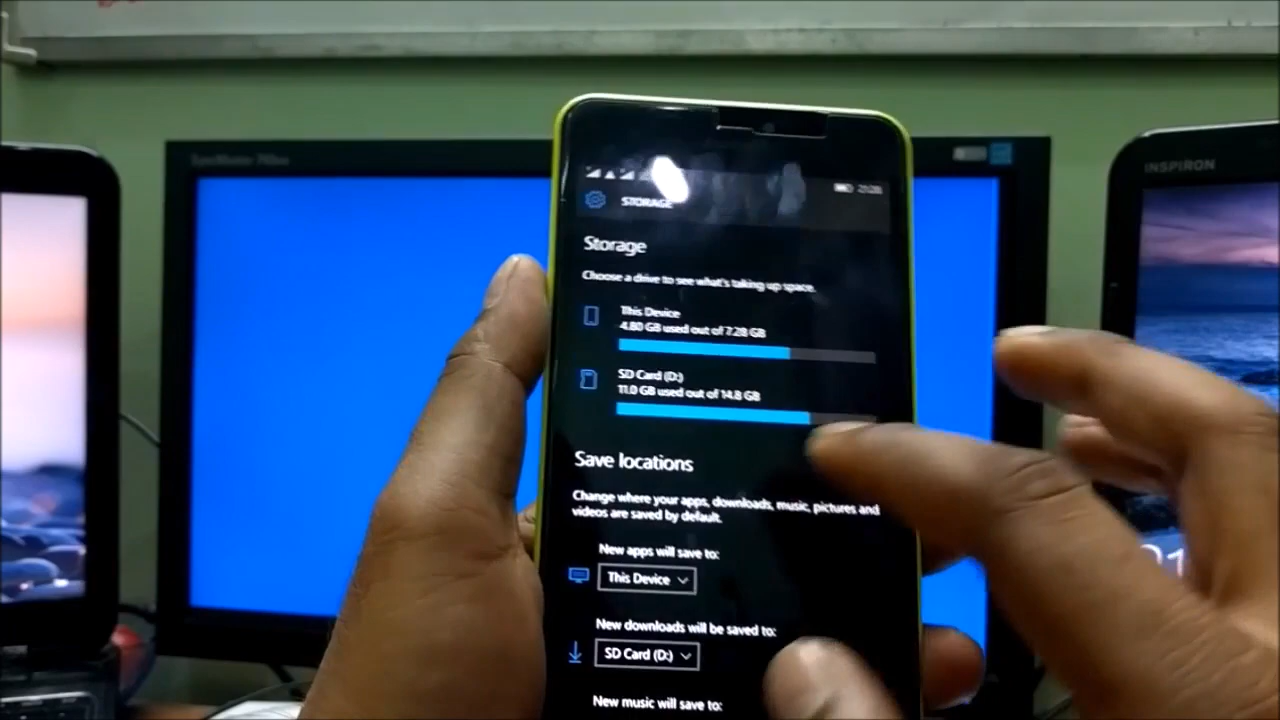 INSPIRON
STORAGE
Storage
Choose a drive to see what's taking up space.
This Device
4.80 GB used out of 7.28 GB
SD Card (D:)
11.0 GB used out of 14.8 GB
Save locations
Change where your apps, downloads, music, pictures and
videos are saved by default.
New apps will save to:
This Device
New downloads will be saved to:
SD Card (D:)
New music will save to: